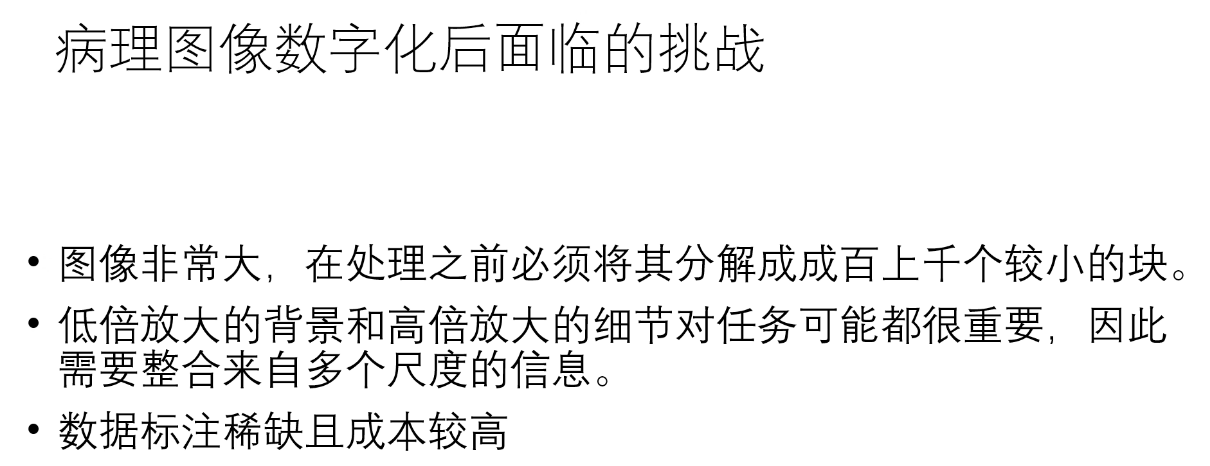 病理图像数字化后面临的挑战
• 图像非常大，在处理之前必须将其分解成成百上千个较小的块。
• 低倍放大的背景和高倍放大的细节对任务可能都很重要，因此
需要整合来自多个尺度的信息。
• 数据标注稀缺且成本较高